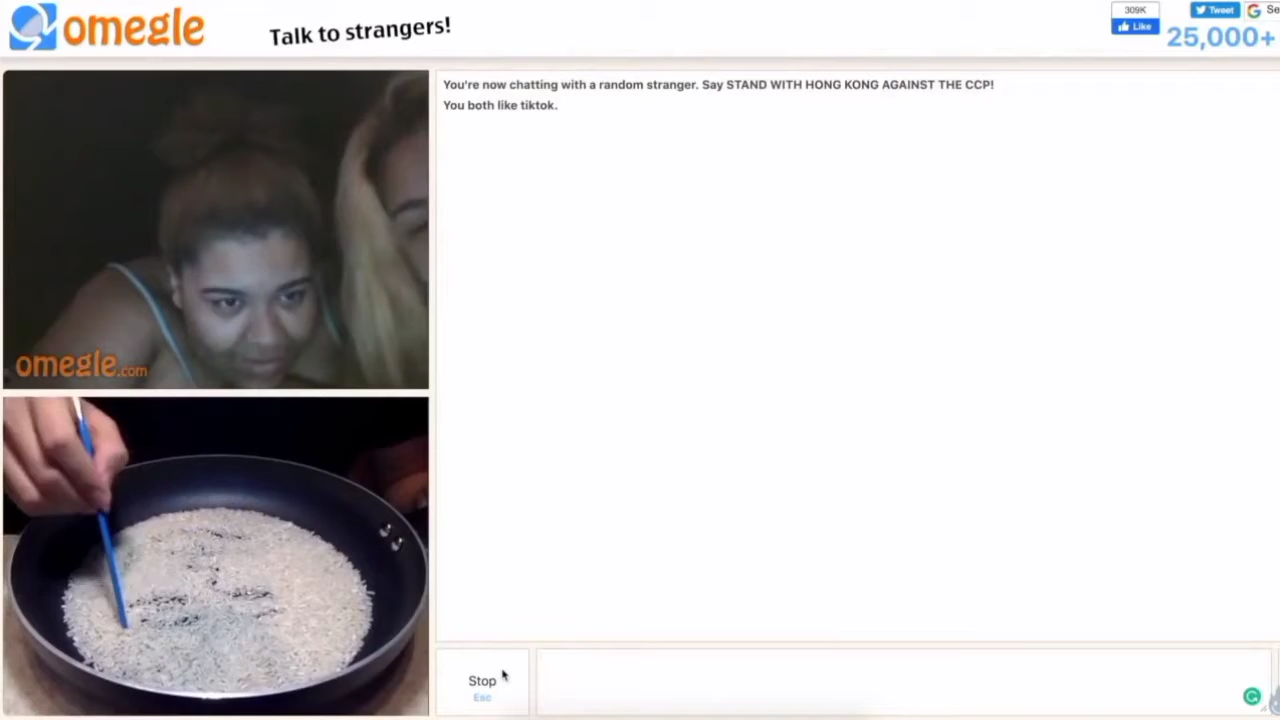 omegle
Talk to strangers!
309K
Like
Tweet
G Se
25,000+
You're now chatting with a random stranger. Say STAND WITH HONG KONG AGAINST THE CCP!
You both like tiktok.
omegle.com
Stop
Esc